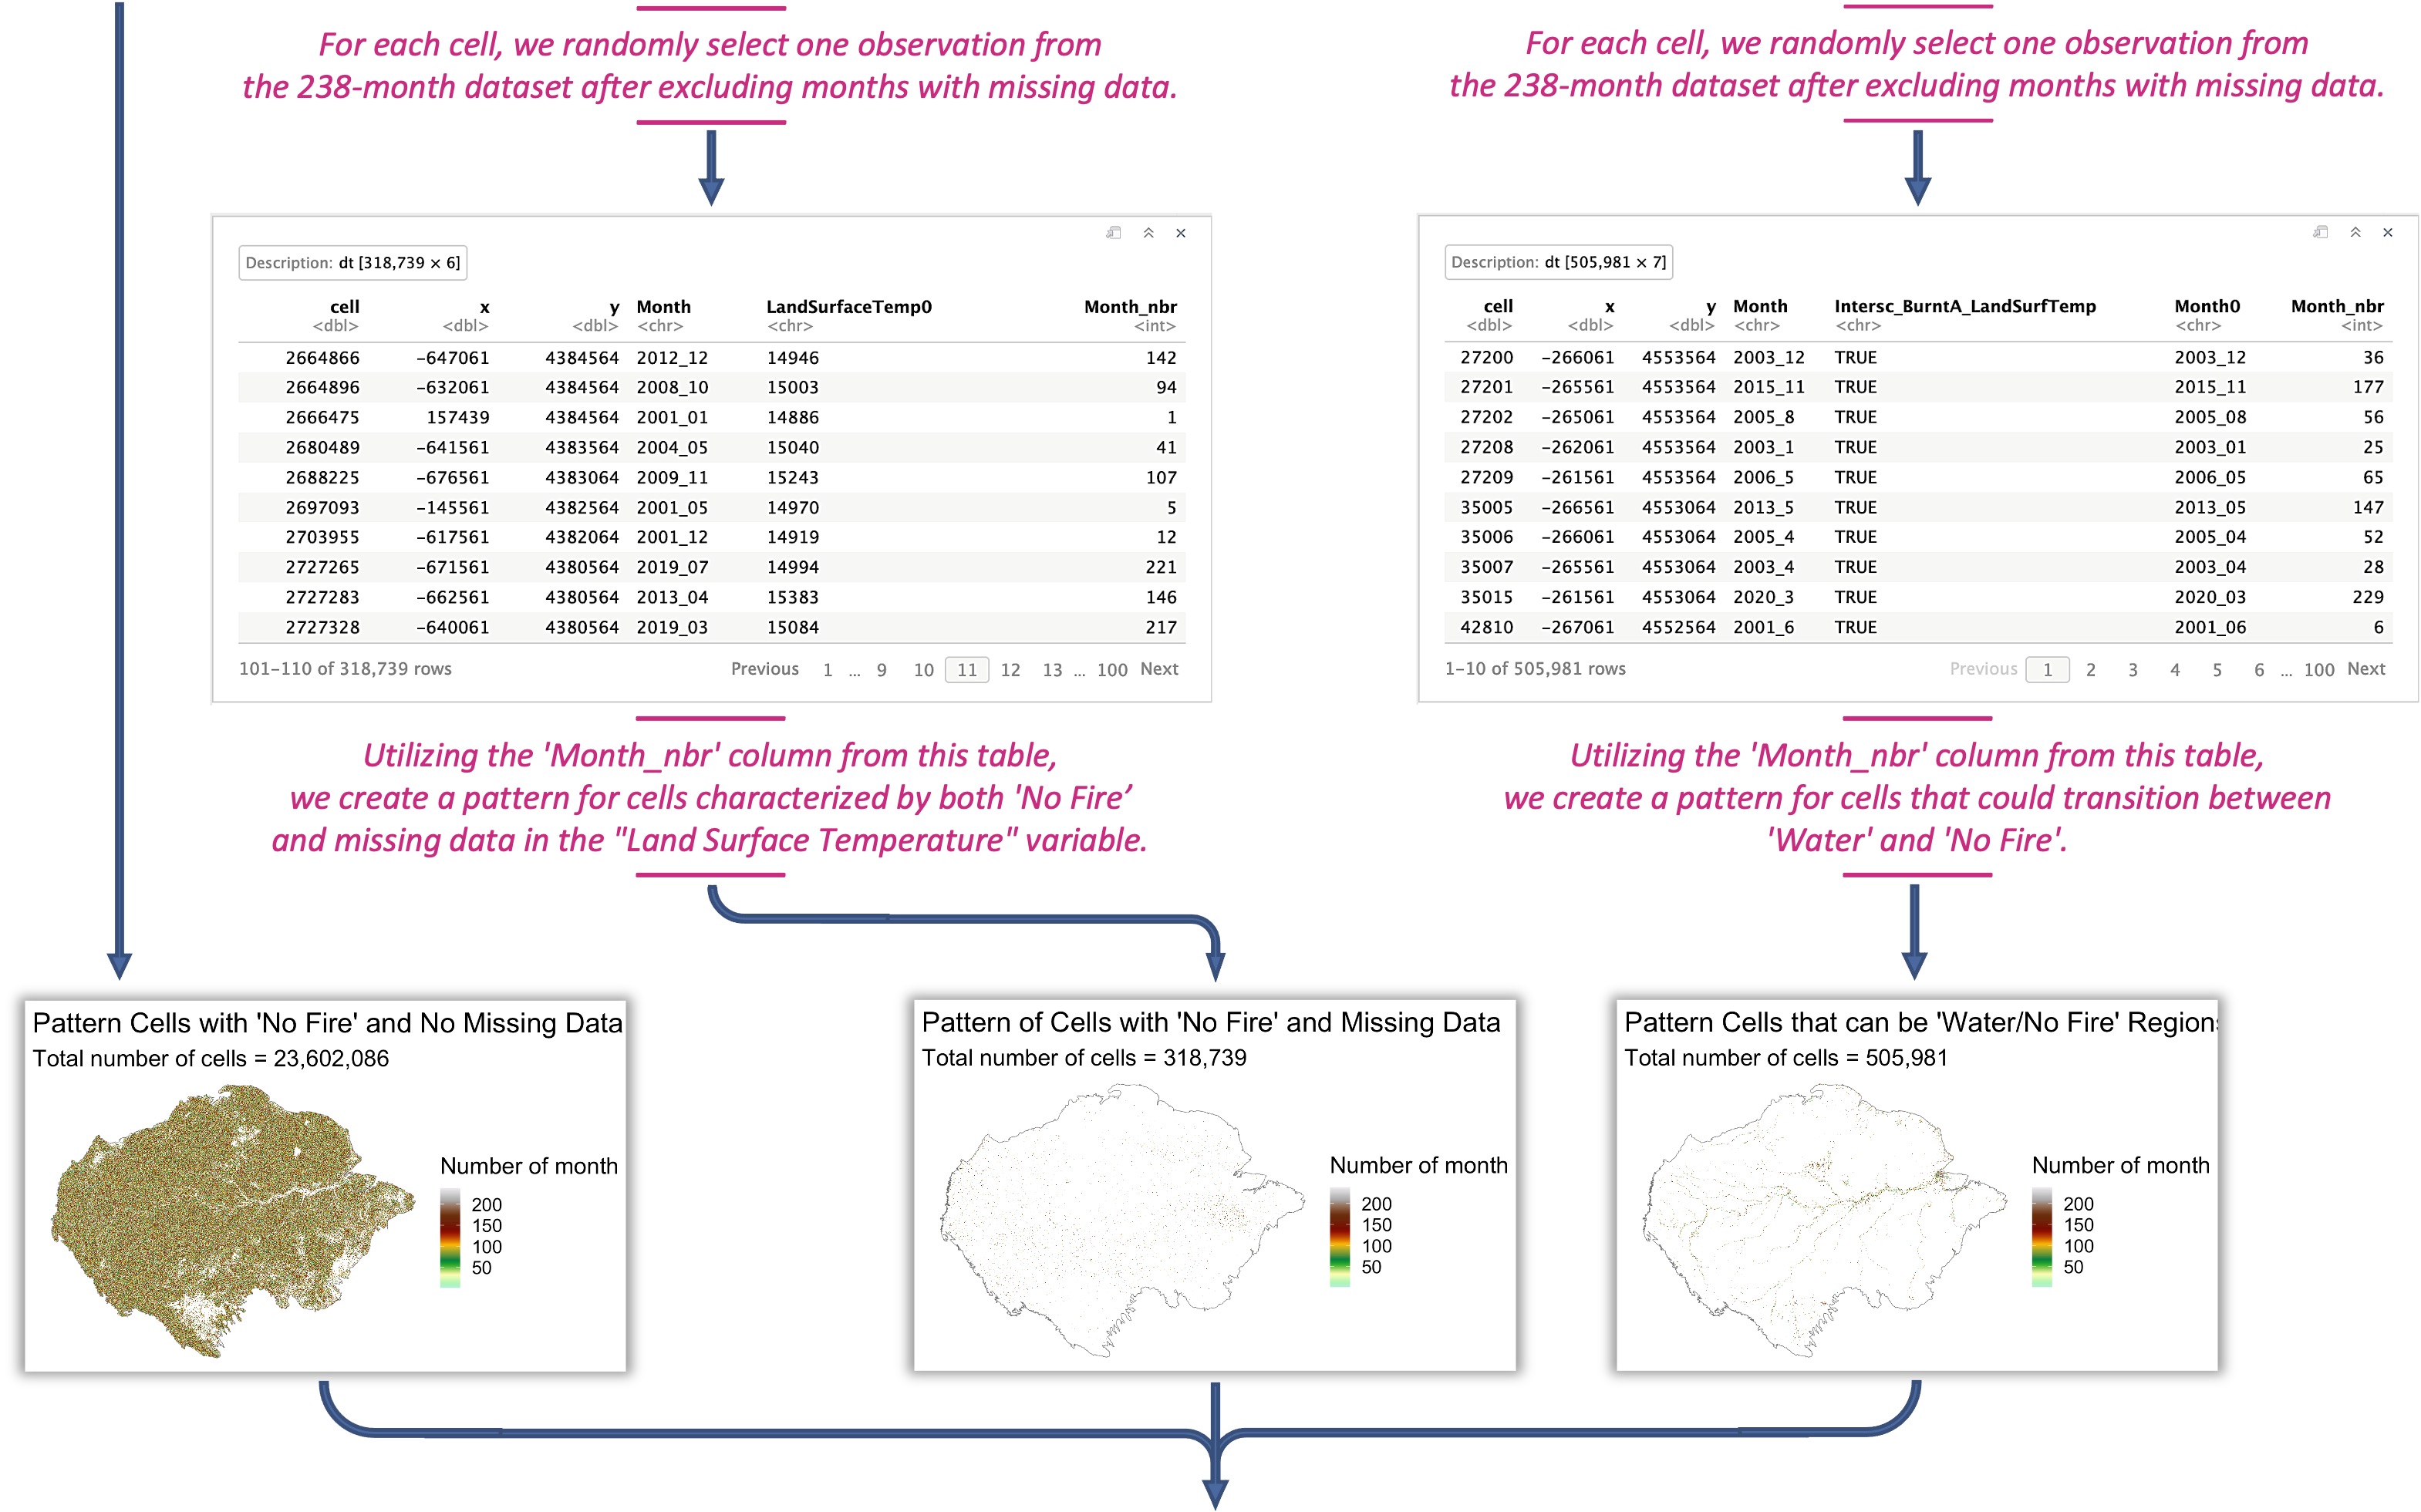 For each cell, we randomly select one observation from
the 238-month dataset after excluding months with missing data.
Description: dt [318,739 × 6]
cell x y Month LandSurfaceTemp0 Month_nbr
<dbl> <dbl> <dbl> <chr> <chr> <int>
2664866 -647061 4384564 2012_12 14946 142
2664896 -632061 4384564 2008_10 15003 94
2666475 157439 4384564 2001_01 14886 1
2680489 -641561 4383564 2004_05 15040 41
2688225 -676561 4383064 2009_11 15243 107
2697093 -145561 4382564 2001_05 14970 5
2703955 -617561 4382064 2001_12 14919 12
2727265 -671561 4380564 2019_07 14994 221
2727283 -662561 4380564 2013_04 15383 146
2727328 -640061 4380564 2019_03 15084 217
101-110 of 318,739 rows Previous 1 ... 9 10 11 12 13 ... 100 Next
Utilizing the 'Month_nbr' column from this table,
we create a pattern for cells characterized by both 'No Fire’
and missing data in the "Land Surface Temperature" variable.
For each cell, we randomly select one observation from
the 238-month dataset after excluding months with missing data.
Description: dt [505,981 × 7]
cell x y Month Intersc_BurntA_LandSurfTemp Month0 Month_nbr
<dbl> <dbl> <dbl> <chr> <chr> <chr> <int>
27200 -266061 4553564 2003_12 TRUE 2003_12 36
27201 -265561 4553564 2015_11 TRUE 2015_11 177
27202 -265061 4553564 2005_8 TRUE 2005_08 56
27208 -262061 4553564 2003_1 TRUE 2003_01 25
27209 -261561 4553564 2006_5 TRUE 2006_05 65
35005 -266561 4553064 2013_5 TRUE 2013_05 147
35006 -266061 4553064 2005_4 TRUE 2005_04 52
35007 -265561 4553064 2003_4 TRUE 2003_04 28
35015 -261561 4553064 2020_3 TRUE 2020_03 229
42810 -267061 4552564 2001_6 TRUE 2001_06 6
1-10 of 505,981 rows Previous 1 2 3 4 5 6 ... 100 Next
Utilizing the 'Month_nbr' column from this table,
we create a pattern for cells that could transition between
'Water' and 'No Fire'.
Pattern Cells with 'No Fire' and No Missing Data
Total number of cells = 23,602,086
Number of month
200
150
100
50
Pattern of Cells with 'No Fire' and Missing Data
Total number of cells = 318,739
Number of month
200
150
100
50
Pattern Cells that can be 'Water/No Fire' Regions
Total number of cells = 505,981
Number of month
200
150
100
50